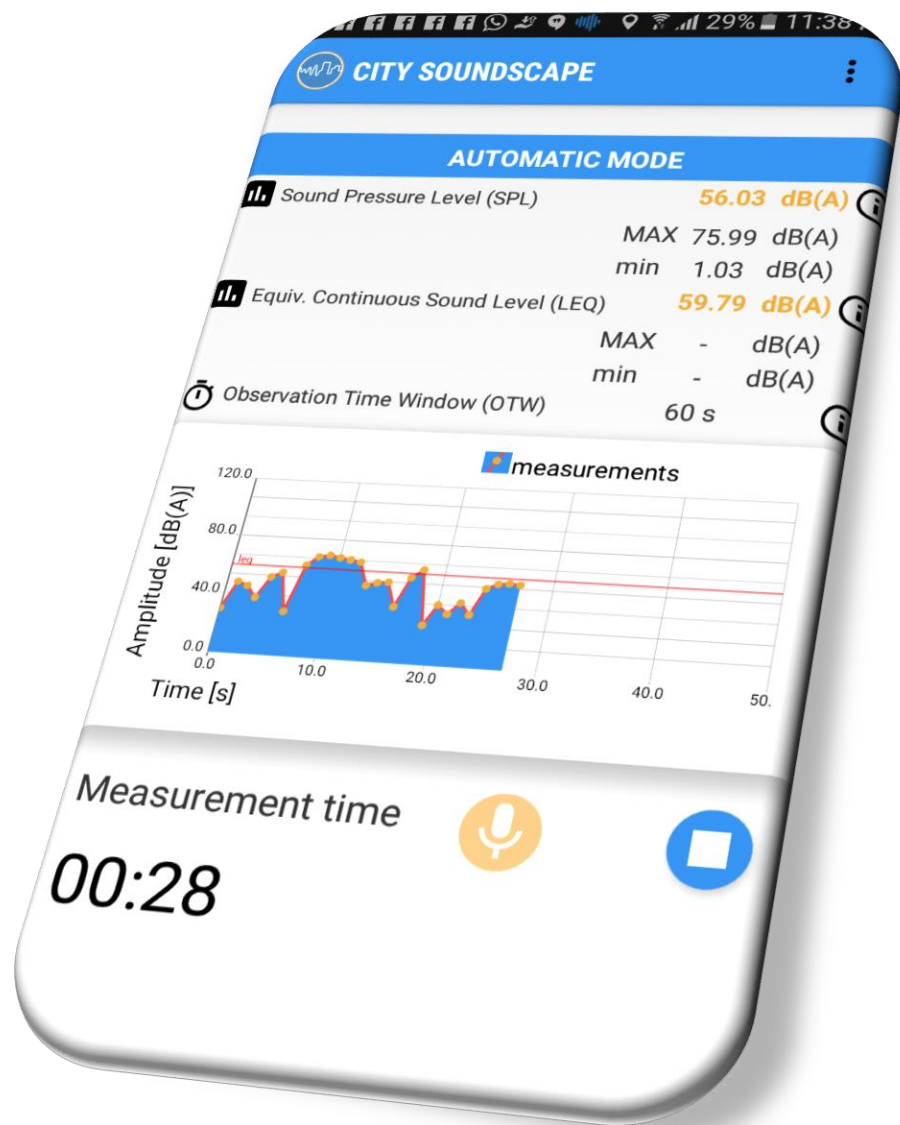 29% 11:38
CITY SOUNDSCAPE
AUTOMATIC MODE
Sound Pressure Level (SPL) 56.03 dB(A)
MAX 75.99 dB(A)
min 1.03 dB(A)
Equiv. Continuous Sound Level (LEQ) 59.79 dB(A)
MAX - dB(A)
min - dB(A)
Observation Time Window (OTW) 60 s
measurements
120.0
80.0
leq
40.0
0.0
Amplitude [dB(A)]
0.0 10.0 20.0 30.0 40.0 50.
Time [s]
Measurement time
00:28